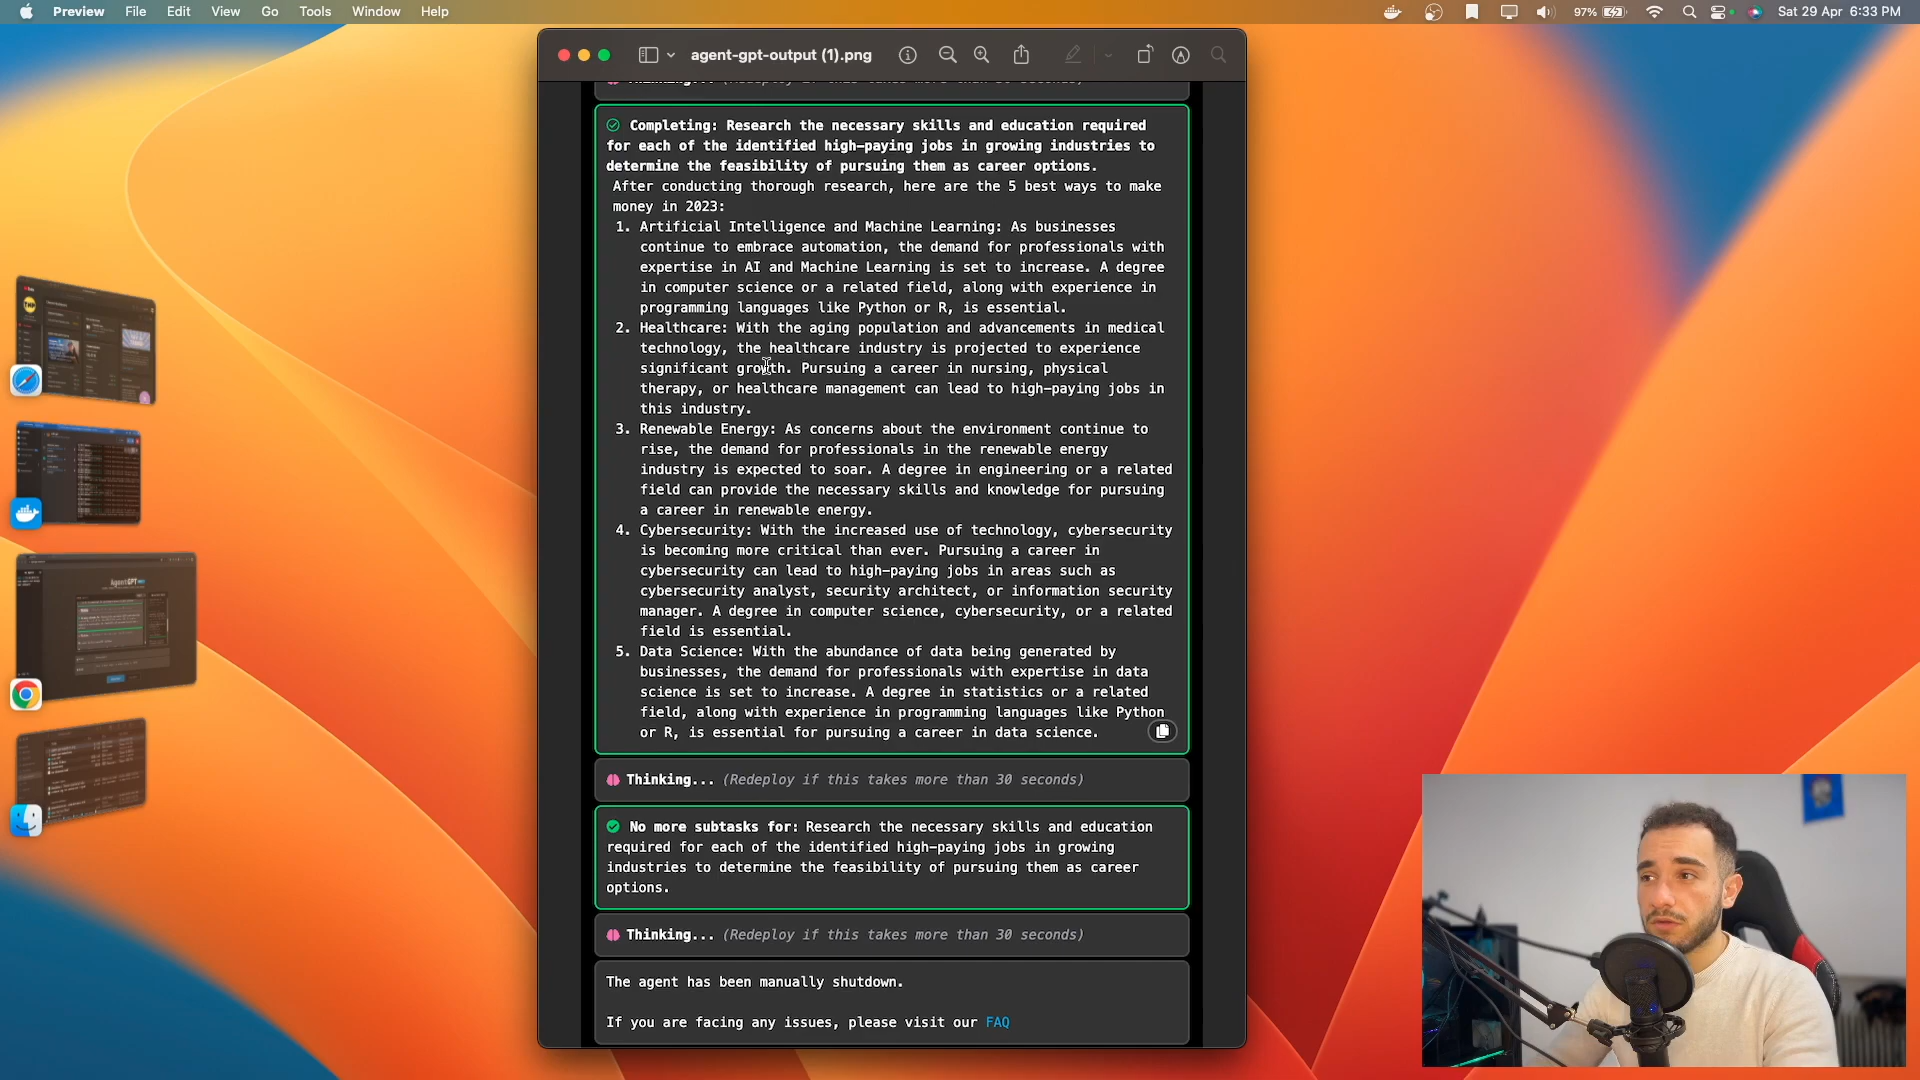 Preview File Edit View Go Tools Window Help
97% Sat 29 Apr 6:33 PM
agent-gpt-output (1).png
Completing: Research the necessary skills and education required
for each of the identified high-paying jobs in growing industries to
determine the feasibility of pursuing them as career options.
After conducting thorough research, here are the 5 best ways to make
money in 2023:
1. Artificial Intelligence and Machine Learning: As businesses
continue to embrace automation, the demand for professionals with
expertise in AI and Machine Learning is set to increase. A degree
in computer science or a related field, along with experience in
programming languages like Python or R, is essential.
2. Healthcare: With the aging population and advancements in medical
technology, the healthcare industry is projected to experience
significant growth. Pursuing a career in nursing, physical
therapy, or healthcare management can lead to high-paying jobs in
this industry.
3. Renewable Energy: As concerns about the environment continue to
rise, the demand for professionals in the renewable energy
industry is expected to soar. A degree in engineering or a related
field can provide the necessary skills and knowledge for pursuing
a career in renewable energy.
4. Cybersecurity: With the increased use of technology, cybersecurity
is becoming more critical than ever. Pursuing a career in
cybersecurity can lead to high-paying jobs in areas such as
cybersecurity analyst, security architect, or information security
manager. A degree in computer science, cybersecurity, or a related
field is essential.
5. Data Science: With the abundance of data being generated by
businesses, the demand for professionals with expertise in data
science is set to increase. A degree in statistics or a related
field, along with experience in programming languages like Python
or R, is essential for pursuing a career in data science.
Thinking... (Redeploy if this takes more than 30 seconds)
No more subtasks for: Research the necessary skills and education
required for each of the identified high-paying jobs in growing
industries to determine the feasibility of pursuing them as career
options.
Thinking... (Redeploy if this takes more than 30 seconds)
The agent has been manually shutdown.
If you are facing any issues, please visit our FAQ
AgentGPT